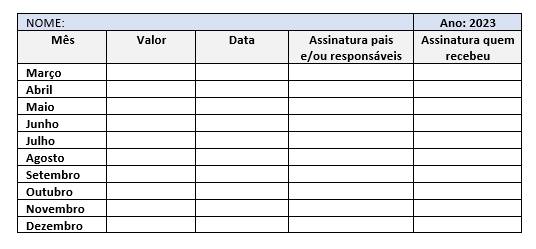 NOME: Ano: 2023
Mês Valor Data Assinatura pais Assinatura quem
e/ou responsáveis recebeu
Março
Abril
Maio
Junho
Julho
Agosto
Setembro
Outubro
Novembro
Dezembro